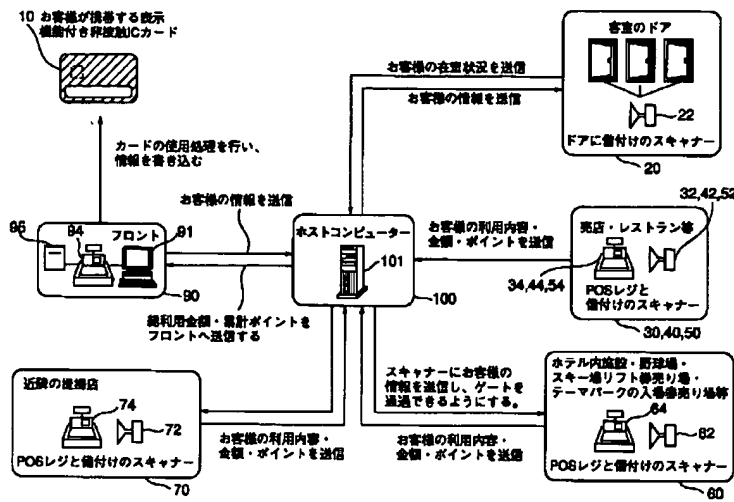 10
お客様が携帯する表示
機能付き非接触ICカード
カードの使用処理を行い、
情報を書き込む
お客様の在室状況を送信
お客様の情報を送信
客室のドア
22
ドアに備付けのスキャナー
20
お客様の情報を送信
96
94
フロント
91
90
総利用金額・累計ポイントを
フロントへ送信する
ホストコンピューター
101
100
お客様の利用内容・
金額・ポイントを送信
32,42,52
売店・レストラン等
34,44,54
POSレジと
備付けのスキャナー
30,40,50
近隣の提携店
74
72
POSレジと備付けのスキャナー
70
お客様の利用内容・
金額・ポイントを送信
スキャナーにお客様の
情報を送信し、ゲートを
通過できるようにする。
お客様の利用内容・
金額・ポイントを送信
ホテル内施設・野球場・
スキー場リフト券売り場・
テーマパークの入場券売り場等
64
62
POSレジと備付けのスキャナー
60